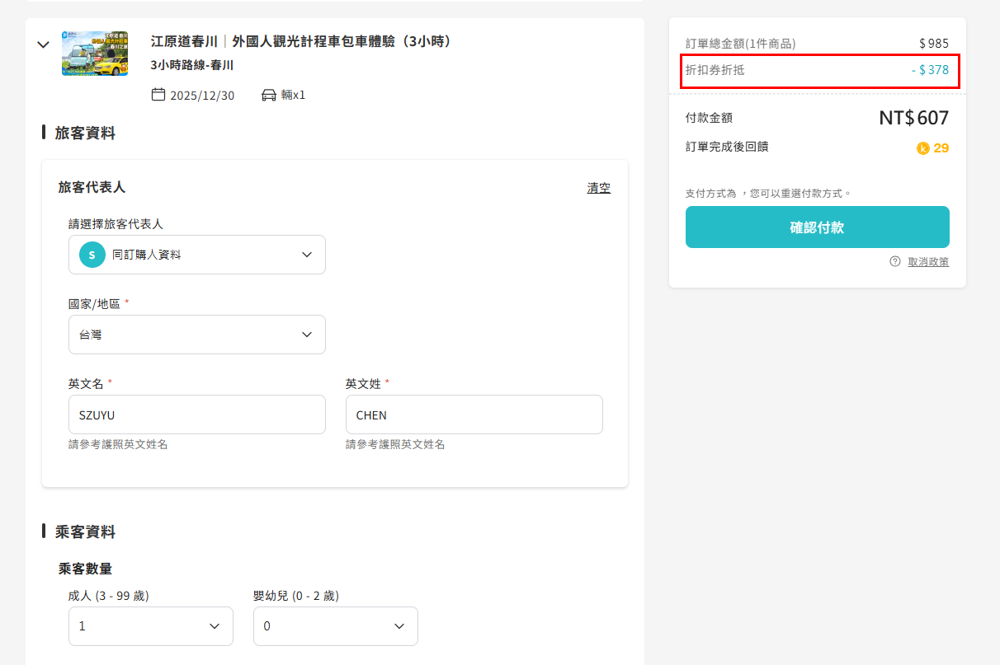 江原道春川｜外國人觀光計程車包車體驗（3小時）
3小時路線-春川
2025/12/30 輛x1
旅客資料
旅客代表人 清空
請選擇旅客代表人
S 同訂購人資料
國家/地區 *
台灣
英文名 * 英文姓 *
SZUYU CHEN
請參考護照英文姓名 請參考護照英文姓名
乘客資料
乘客數量
成人 (3 - 99 歲) 嬰幼兒 (0 - 2 歲)
1 0
訂單總金額(1件商品) $ 985
折扣券折抵 - $ 378
付款金額 NT$ 607
訂單完成後回饋 k 29
支付方式為 ，您可以重選付款方式。
確認付款
取消政策